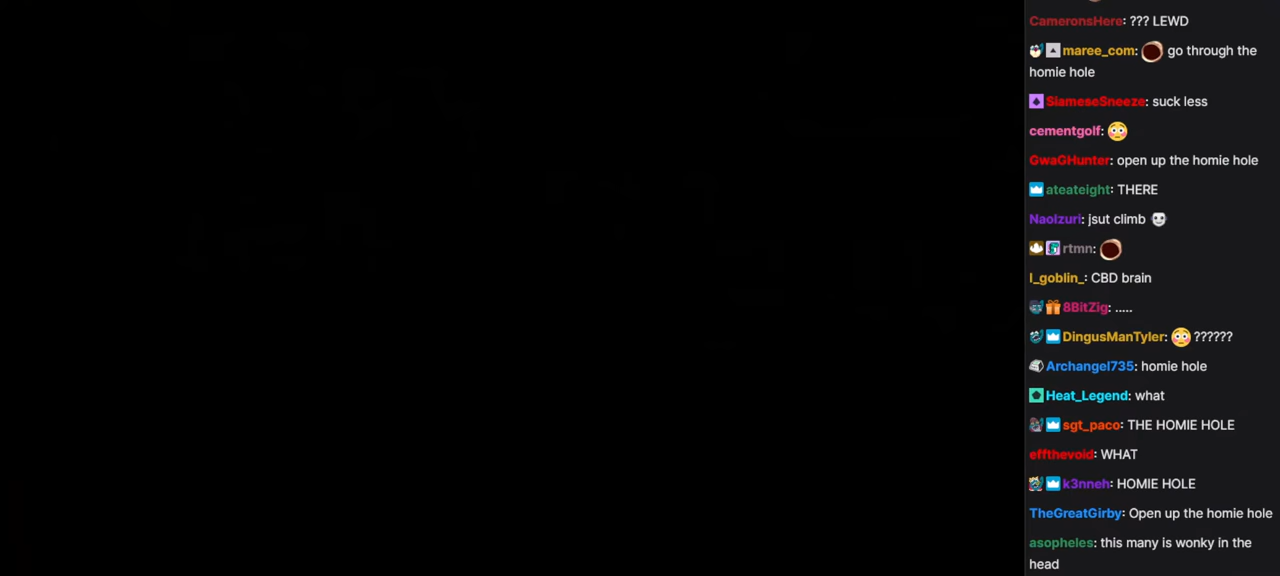 CameronsHere: ??? LEWD
maree_com: go through the
homie hole
SiameseSneeze: suck less
cementgolf:
GwaGHunter: open up the homie hole
ateateight: THERE
Naolzuri: jsut climb
rtmn:
l_goblin_: CBD brain
8BitZig: .....
DingusManTyler: ??????
Archangel735: homie hole
Heat_Legend: what
sgt_paco: THE HOMIE HOLE
effthevoid: WHAT
k3nneh: HOMIE HOLE
TheGreatGirby: Open up the homie hole
asopheles: this many is wonky in the
head